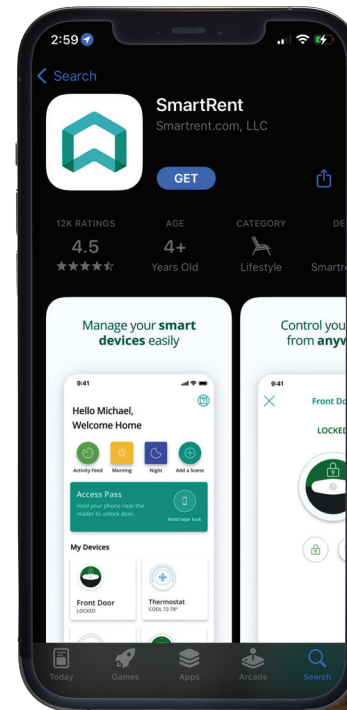 2:59
Search
SmartRent
Smartrent.com, LLC
GET
12K RATINGS
AGE
CATEGORY
4.5
4+
Years Old
Lifestyle
Manage your smart
devices easily
Control you
from anyw
9:41
Hello Michael,
Welcome Home
Activity Feed
Morning
Night
Add a Scene
Access Pass
Hold your phone near the
reader to unlock door.
Hold near lock
My Devices
Front Door
LOCKED
Thermostat
COOL 72-78°
9:41
Front Do
LOCKED
Today
Games
Apps
Arcade
Search